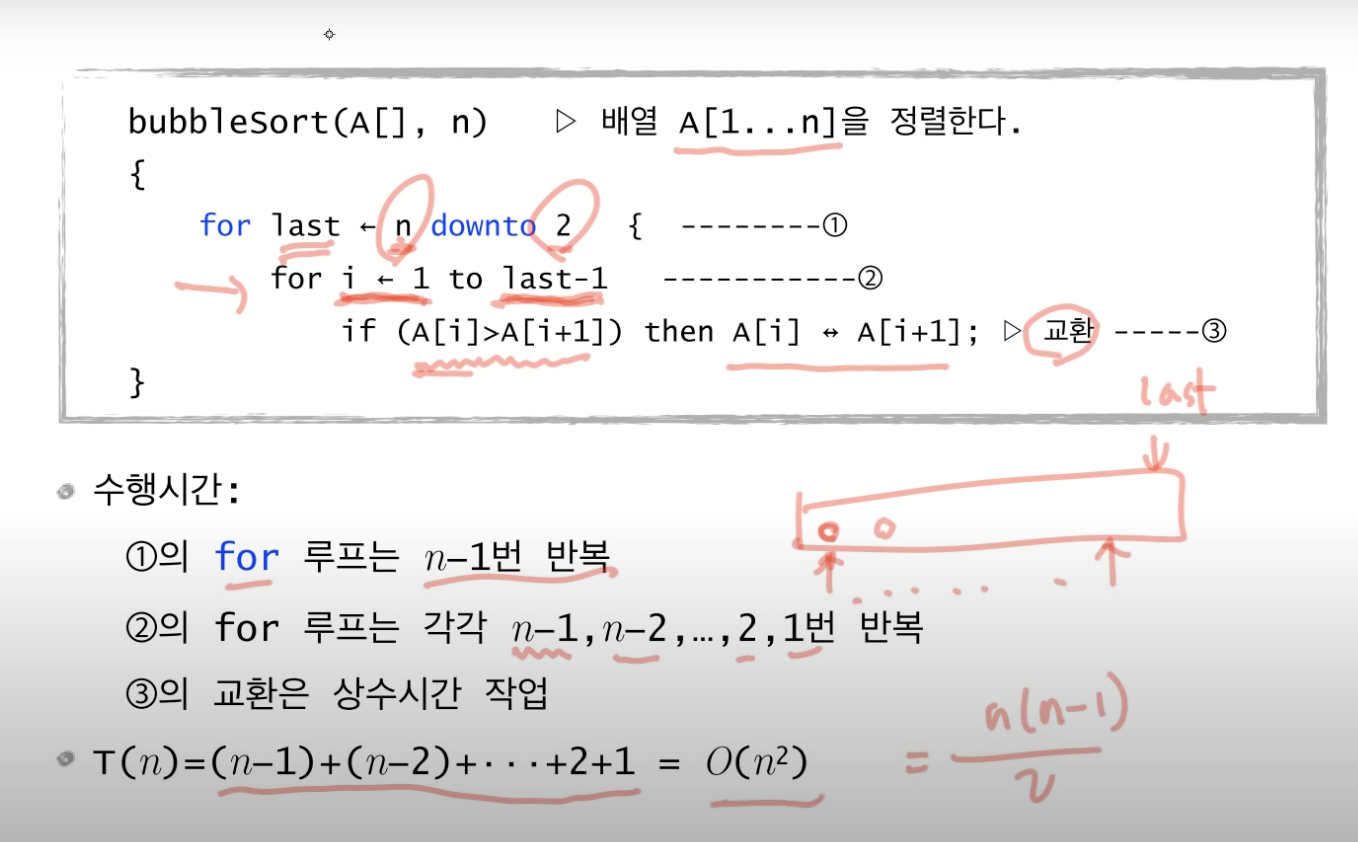 bubbleSort(A[], n) ▷ 배열 A[1...n]을 정렬한다.
{
for last ← n downto 2 { --------①
for i ← 1 to last-1 -----------②
if (A[i]>A[i+1]) then A[i] ↔ A[i+1]; ▷ 교환 -----③
}
last
수행시간:
①의 for 루프는 n-1번 반복
②의 for 루프는 각각 n-1,n-2,…,2,1번 반복
③의 교환은 상수시간 작업
T(n)=(n-1)+(n-2)+···+2+1 = O(n²) = n(n-1)/2